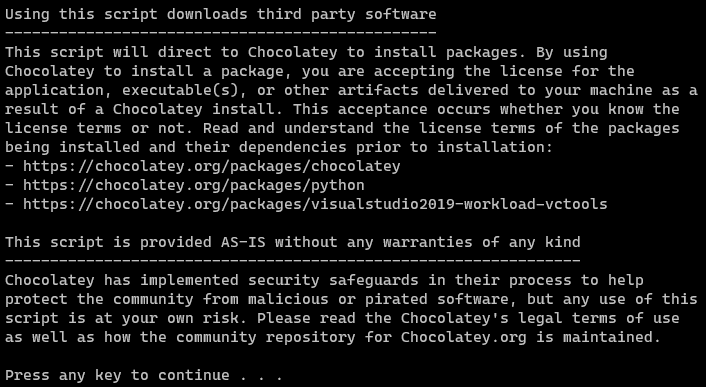 Using this script downloads third party software
------------------------------------------------
This script will direct to Chocolatey to install packages. By using
Chocolatey to install a package, you are accepting the license for the
application, executable(s), or other artifacts delivered to your machine as a
result of a Chocolatey install. This acceptance occurs whether you know the
license terms or not. Read and understand the license terms of the packages
being installed and their dependencies prior to installation:
- https://chocolatey.org/packages/chocolatey
- https://chocolatey.org/packages/python
- https://chocolatey.org/packages/visualstudio2019-workload-vctools

This script is provided AS-IS without any warranties of any kind
----------------------------------------------------------------
Chocolatey has implemented security safeguards in their process to help
protect the community from malicious or pirated software, but any use of this
script is at your own risk. Please read the Chocolatey's legal terms of use
as well as how the community repository for Chocolatey.org is maintained.

Press any key to continue . . .